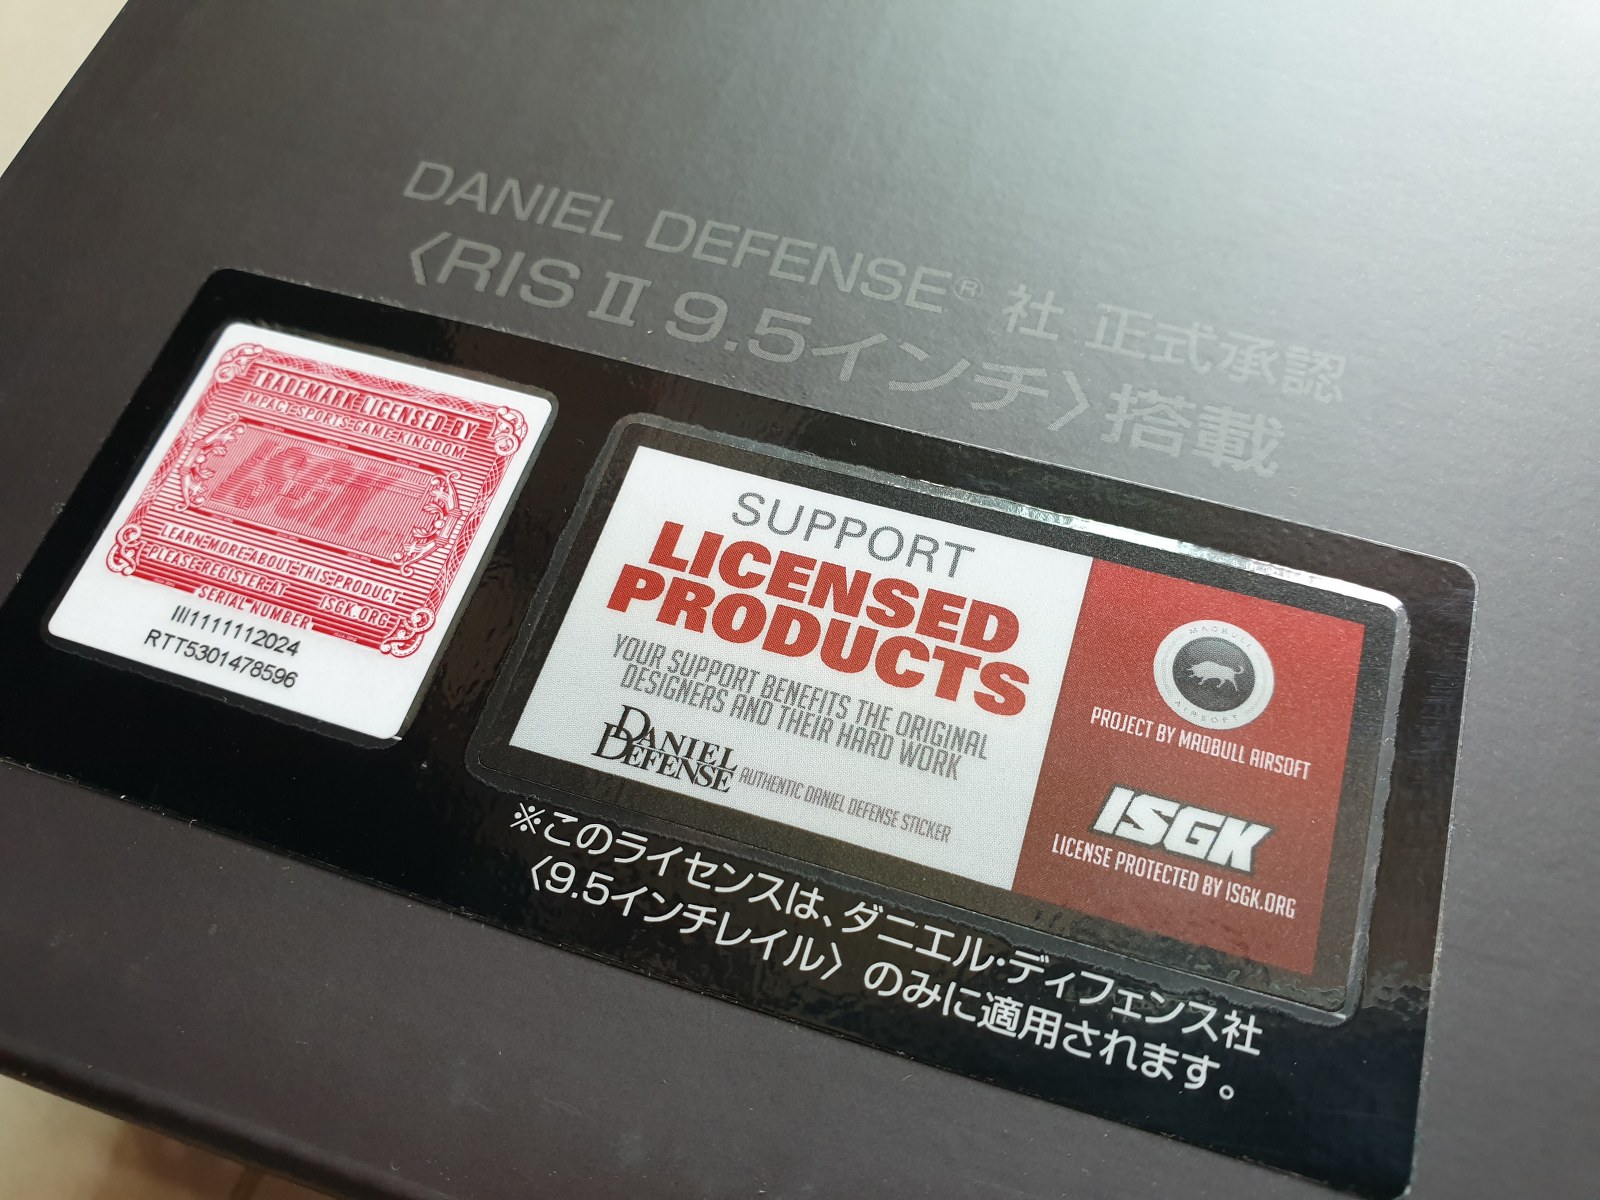 DANIEL DEFENSE® 社 正式承認
〈RIS Ⅱ 9.5インチ〉搭載
TRADEMARK LICENSED BY
IMPACT SPORTS GAME KINGDOM
ISGK
LEARN MORE ABOUT THIS PRODUCT
PLEASE REGISTER AT ISGK.ORG
SERIAL NUMBER
III1111112024
RTT5301478596
SUPPORT
LICENSED
PRODUCTS
YOUR SUPPORT BENEFITS THE ORIGINAL
DESIGNERS AND THEIR HARD WORK
DANIEL
DEFENSE
AUTHENTIC DANIEL DEFENSE STICKER
MADBULL
AIRSOFT
PROJECT BY MADBULL AIRSOFT
ISGK
LICENSE PROTECTED BY ISGK.ORG
※このライセンスは、ダニエル・ディフェンス社
〈9.5インチレイル〉のみに適用されます。